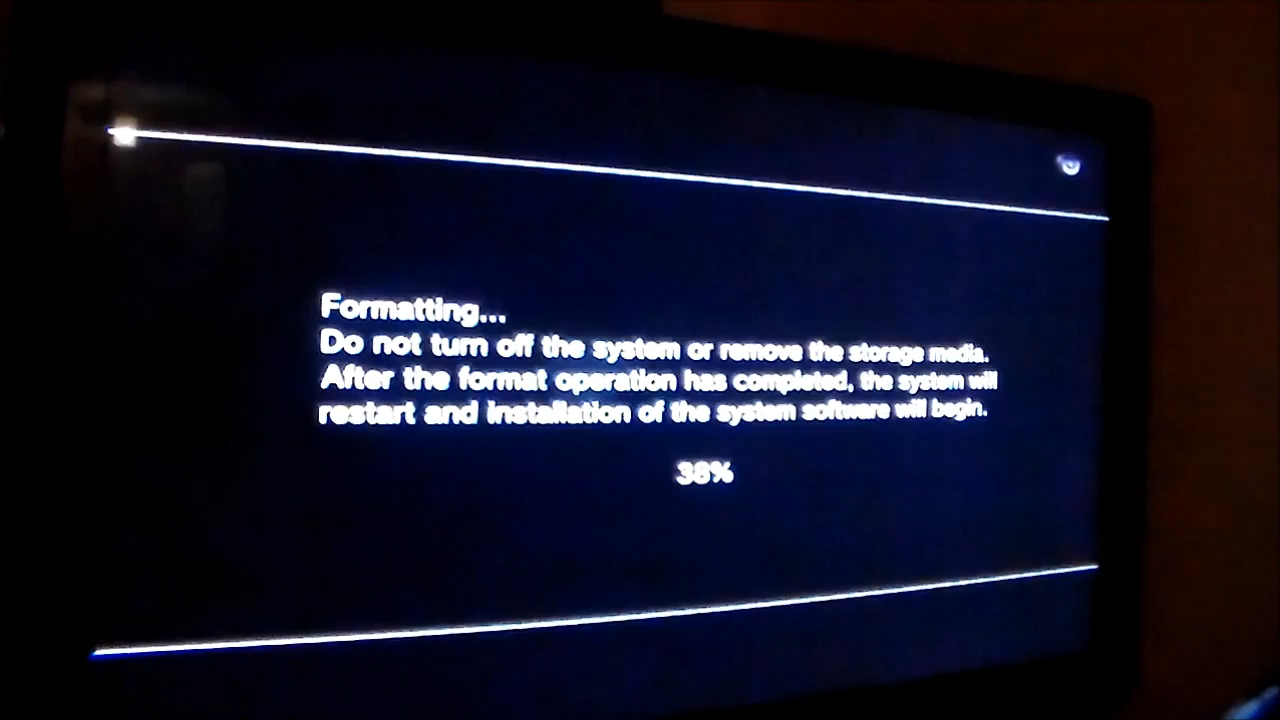 Formatting...
Do not turn off the system or remove the storage media.
After the format operation has completed, the system will
restart and installation of the system software will begin.
38%